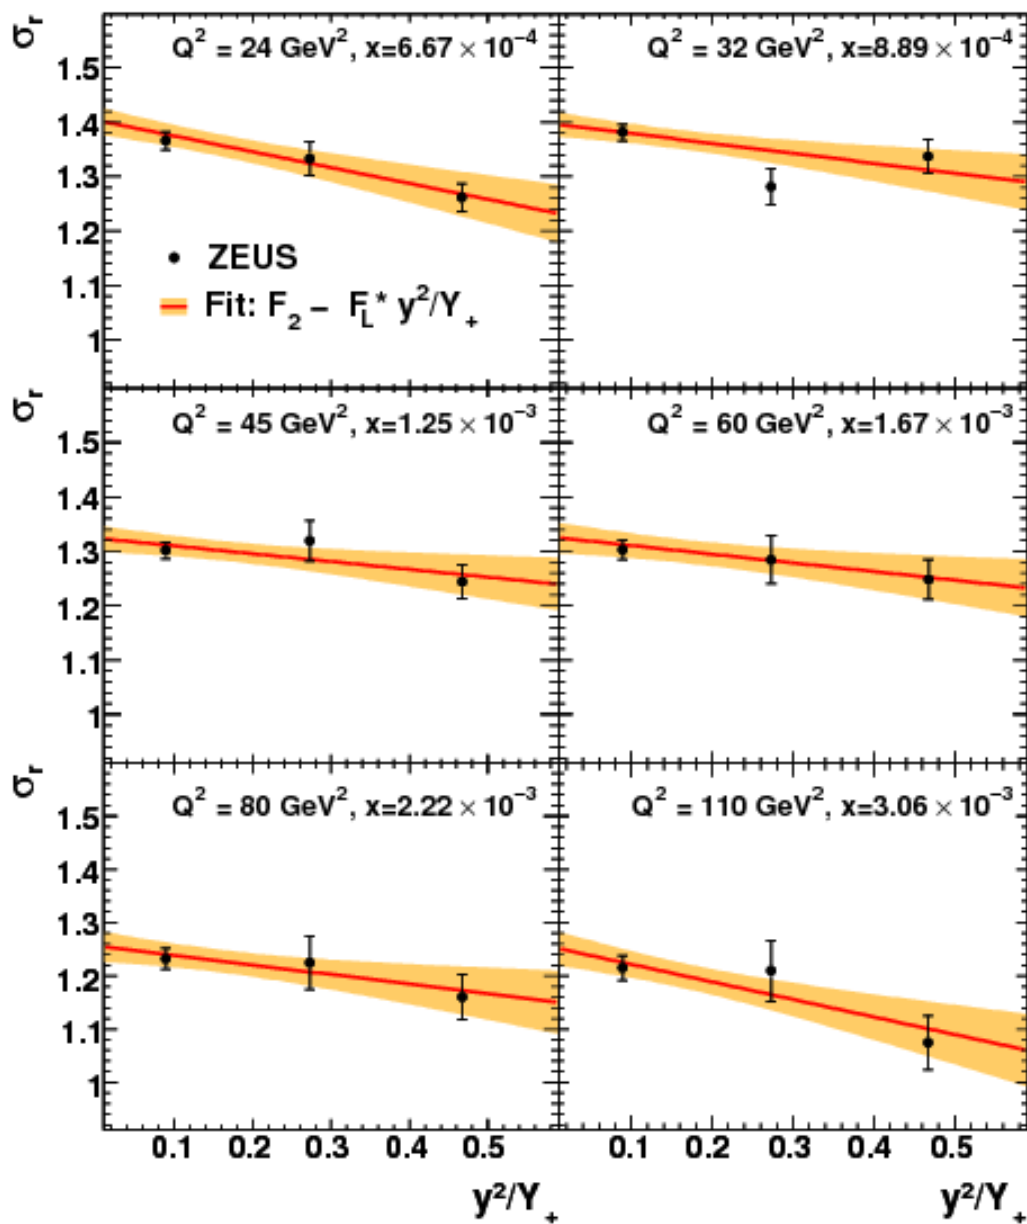 σr
Q² = 24 GeV², x=6.67 × 10⁻⁴
Q² = 32 GeV², x=8.89 × 10⁻⁴
1.5
1.4
1.3
1.2
1.1
1
ZEUS
Fit: F₂ – F_L* y²/Y₊
σr
Q² = 45 GeV², x=1.25 × 10⁻³
Q² = 60 GeV², x=1.67 × 10⁻³
1.5
1.4
1.3
1.2
1.1
1
σr
Q² = 80 GeV², x=2.22 × 10⁻³
Q² = 110 GeV², x=3.06 × 10⁻³
1.5
1.4
1.3
1.2
1.1
1
0.1 0.2 0.3 0.4 0.5
0.1 0.2 0.3 0.4 0.5
y²/Y₊
y²/Y₊